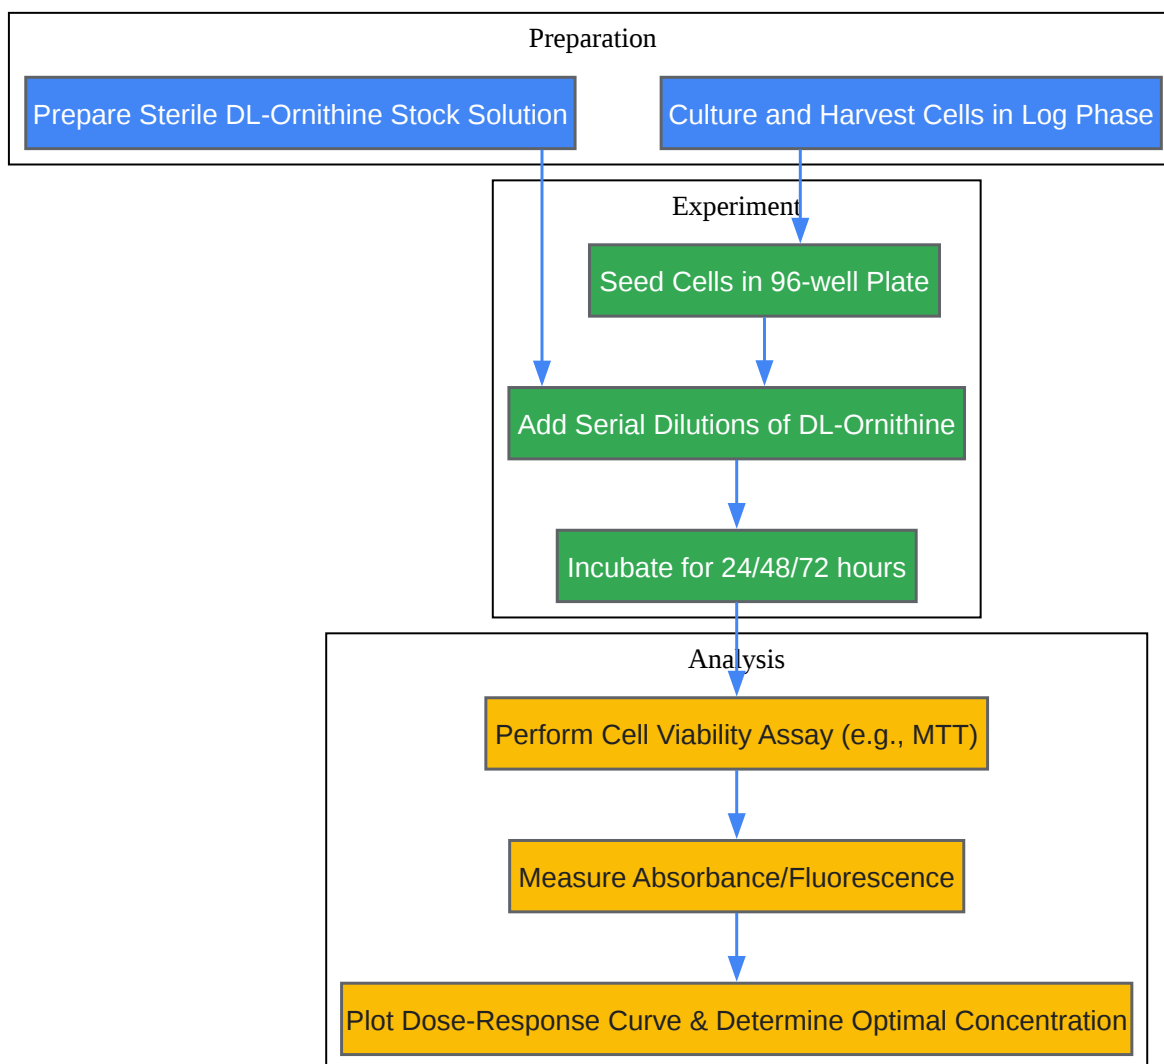 Preparation
Prepare Sterile DL-Ornithine Stock Solution
Culture and Harvest Cells in Log Phase
Experiment
Seed Cells in 96-well Plate
Add Serial Dilutions of DL-Ornithine
Incubate for 24/48/72 hours
Analysis
Perform Cell Viability Assay (e.g., MTT)
Measure Absorbance/Fluorescence
Plot Dose-Response Curve & Determine Optimal Concentration